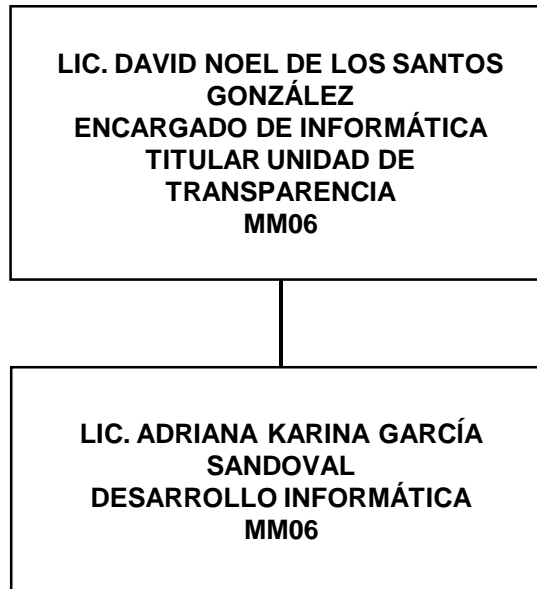 LIC. DAVID NOEL DE LOS SANTOS
GONZÁLEZ
ENCARGADO DE INFORMÁTICA
TITULAR UNIDAD DE
TRANSPARENCIA
MM06
LIC. ADRIANA KARINA GARCÍA
SANDOVAL
DESARROLLO INFORMÁTICA
MM06